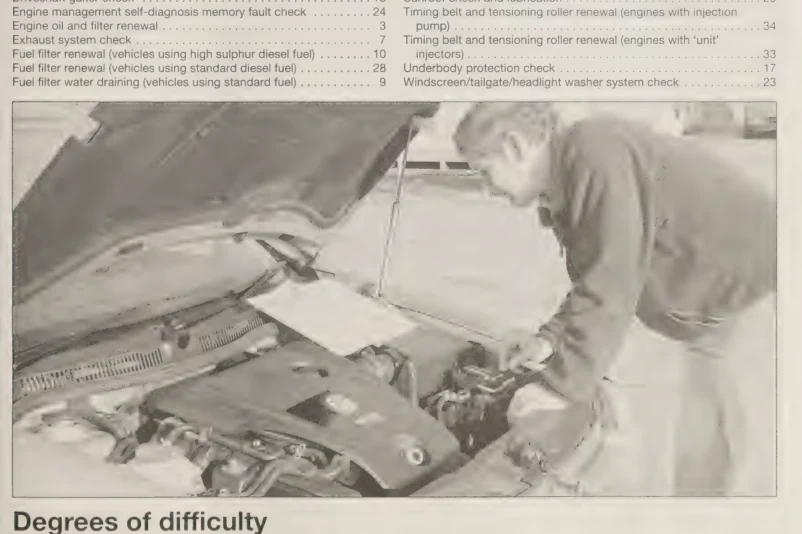 Engine management self-diagnosis memory fault check . . . . . . . . . . 24
Engine oil and filter renewal . . . . . . . . . . . . . . . . . . . . . . . . . . . . . . . . 3
Exhaust system check . . . . . . . . . . . . . . . . . . . . . . . . . . . . . . . . . . . . 7
Fuel filter renewal (vehicles using high sulphur diesel fuel) . . . . . . . . . 10
Fuel filter renewal (vehicles using standard diesel fuel) . . . . . . . . . . . 28
Fuel filter water draining (vehicles using standard fuel) . . . . . . . . . . . 9
Timing belt and tensioning roller renewal (engines with injection
pump) . . . . . . . . . . . . . . . . . . . . . . . . . . . . . . . . . . . . . . . . . . . . . . . 34
Timing belt and tensioning roller renewal (engines with ‘unit’
injectors) . . . . . . . . . . . . . . . . . . . . . . . . . . . . . . . . . . . . . . . . . . . . . 33
Underbody protection check . . . . . . . . . . . . . . . . . . . . . . . . . . . . . . 17
Windscreen/tailgate/headlight washer system check . . . . . . . . . . . . 23
Degrees of difficulty